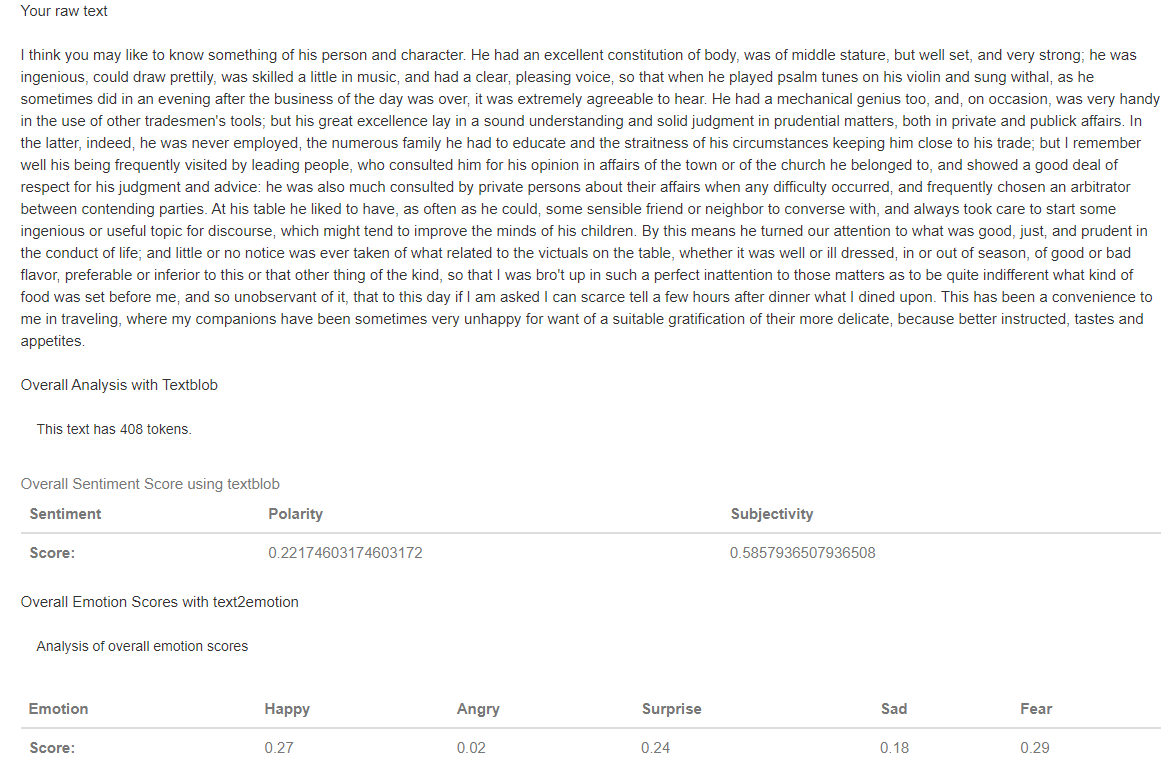 Your raw text
I think you may like to know something of his person and character. He had an excellent constitution of body, was of middle stature, but well set, and very strong; he was
ingenious, could draw prettily, was skilled a little in music, and had a clear, pleasing voice, so that when he played psalm tunes on his violin and sung withal, as he
sometimes did in an evening after the business of the day was over, it was extremely agreeable to hear. He had a mechanical genius too, and, on occasion, was very handy
in the use of other tradesmen's tools; but his great excellence lay in a sound understanding and solid judgment in prudential matters, both in private and publick affairs. In
the latter, indeed, he was never employed, the numerous family he had to educate and the straitness of his circumstances keeping him close to his trade; but I remember
well his being frequently visited by leading people, who consulted him for his opinion in affairs of the town or of the church he belonged to, and showed a good deal of
respect for his judgment and advice: he was also much consulted by private persons about their affairs when any difficulty occurred, and frequently chosen an arbitrator
between contending parties. At his table he liked to have, as often as he could, some sensible friend or neighbor to converse with, and always took care to start some
ingenious or useful topic for discourse, which might tend to improve the minds of his children. By this means he turned our attention to what was good, just, and prudent in
the conduct of life; and little or no notice was ever taken of what related to the victuals on the table, whether it was well or ill dressed, in or out of season, of good or bad
flavor, preferable or inferior to this or that other thing of the kind, so that I was bro't up in such a perfect inattention to those matters as to be quite indifferent what kind of
food was set before me, and so unobservant of it, that to this day if I am asked I can scarce tell a few hours after dinner what I dined upon. This has been a convenience to
me in traveling, where my companions have been sometimes very unhappy for want of a suitable gratification of their more delicate, because better instructed, tastes and
appetites.
Overall Analysis with Textblob
This text has 408 tokens.
Overall Sentiment Score using textblob
Sentiment Polarity Subjectivity
Score: 0.22174603174603172 0.5857936507936508
Overall Emotion Scores with text2emotion
Analysis of overall emotion scores
Emotion Happy Angry Surprise Sad Fear
Score: 0.27 0.02 0.24 0.18 0.29